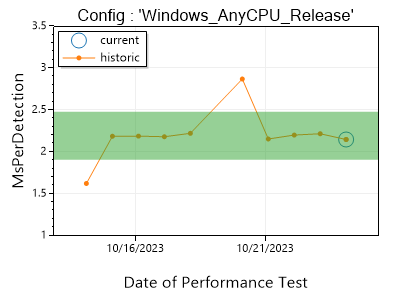 Config : 'Windows_AnyCPU_Release'
current
historic
3.5
3
2.5
2
1.5
1
MsPerDetection
10/16/2023
10/21/2023
Date of Performance Test